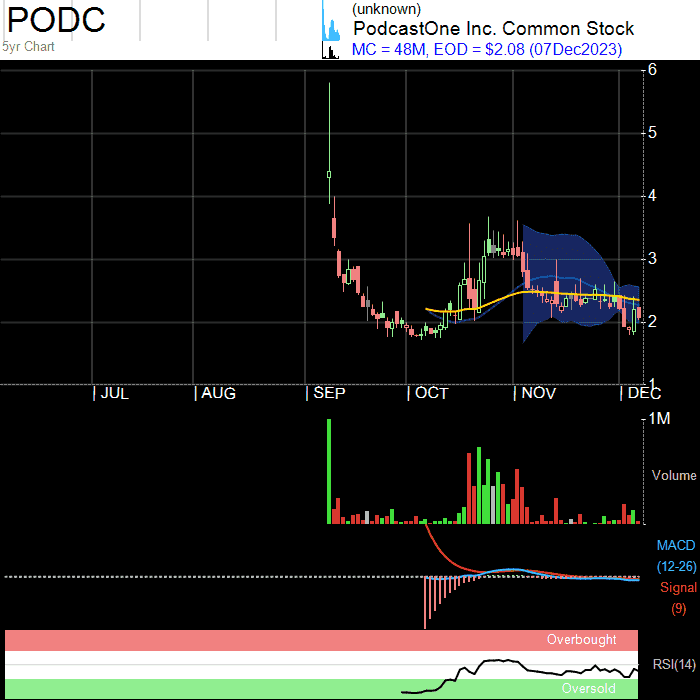 PODC
(unknown)
PodcastOne Inc. Common Stock
5yr Chart
MC = 48M, EOD = $2.08 (07Dec2023)
6
5
4
3
2
1
JUL AUG SEP OCT NOV DEC
1M
Volume
MACD
(12-26)
Signal
(9)
Overbought
RSI(14)
Oversold